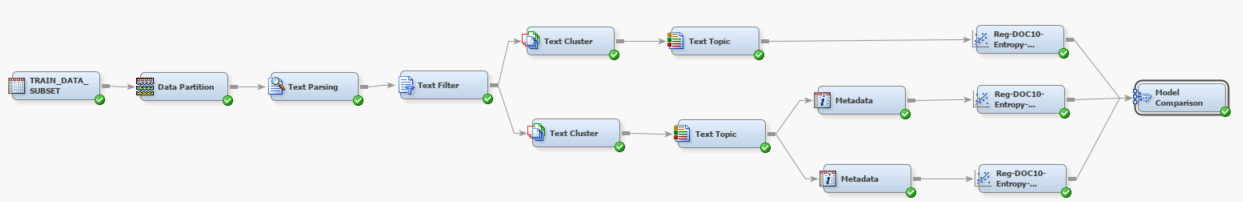 TRAIN_DATA_
SUBSET
Data Partition
Text Parsing
Text Filter
Text Cluster
Text Topic
Reg-DOC10-
Entropy-...
Text Cluster
Text Topic
Metadata
Reg-DOC10-
Entropy-...
Metadata
Reg-DOC10-
Entropy-...
Model
Comparison